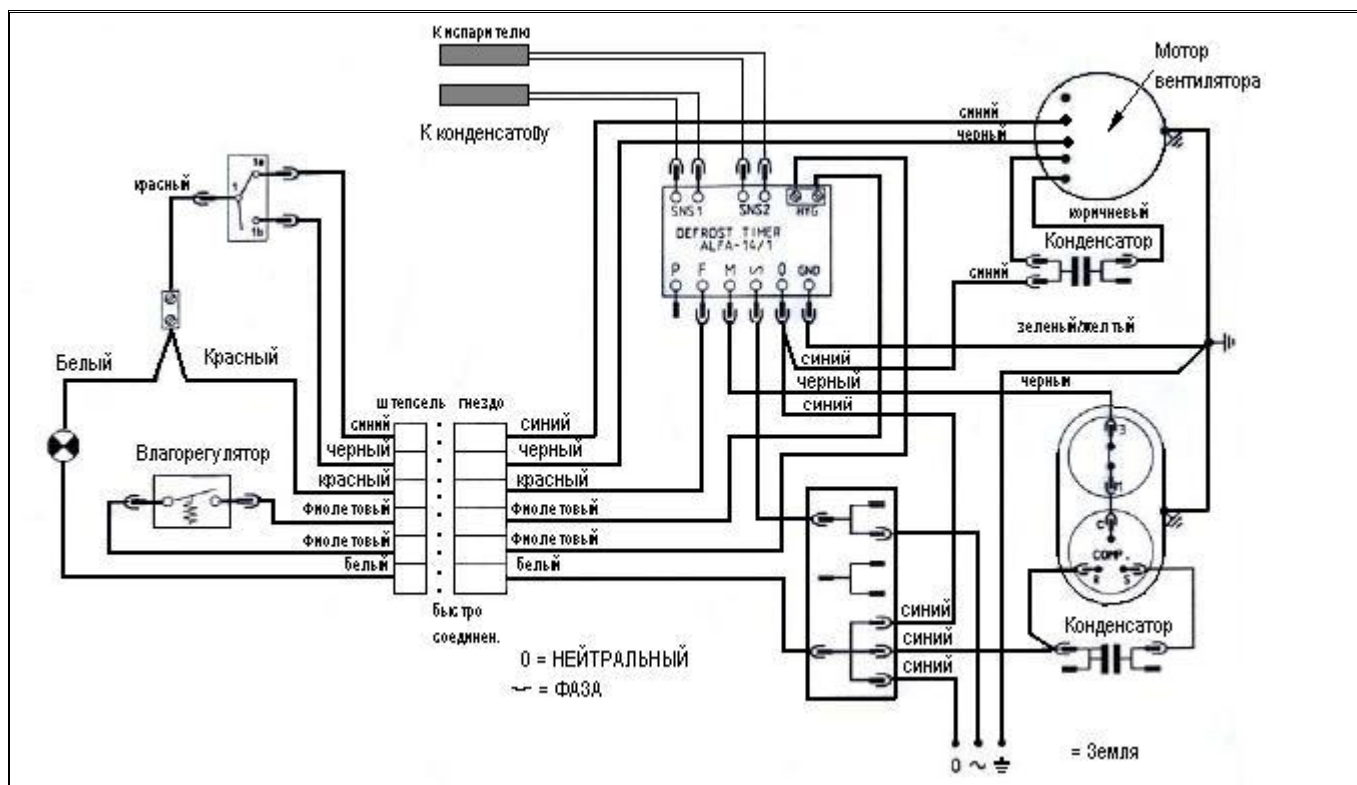 К испарителю
К конденсатору
Мотор
вентилятора
синий
черный
красный
1a
1
1b
SNS1
SNS2
HYG
DEFROST TIMER
ALFA-14/1
P F M ∽ 0 GND
коричневый
Конденсатор
синий
зеленый/желтый
Белый
Красный
синий
черный
черный
синий
штепсель
гнездо
синий
синий
черный
черный
Влагорегулятор
красный
красный
Фиолетовый
Фиолетовый
Фиолетовый
Фиолетовый
белый
белый
C
COMP.
R
S
быстро
соединен.
синий
синий
синий
Конденсатор
0 = НЕЙТРАЛЬНЫЙ
∼ = ФАЗА
= Земля
0 ~